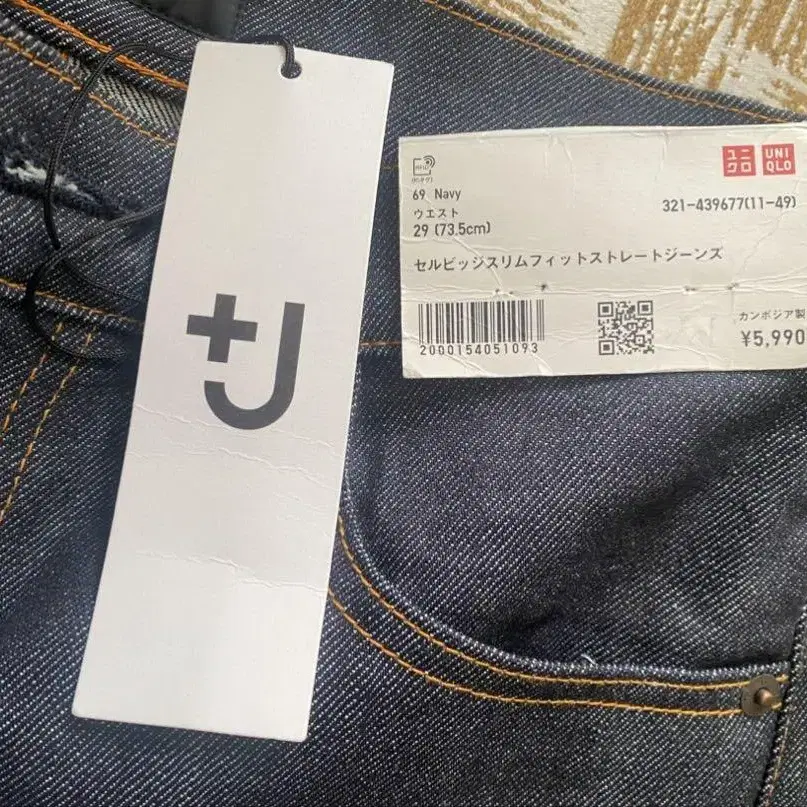 +J
ユニ
クロ
UNI
QLO
69 Navy
321-439677(11-49)
ウエスト
29 (73.5cm)
セルビッジスリムフィットストレートジーンズ
2000154051093
カンボジア製
¥5,990